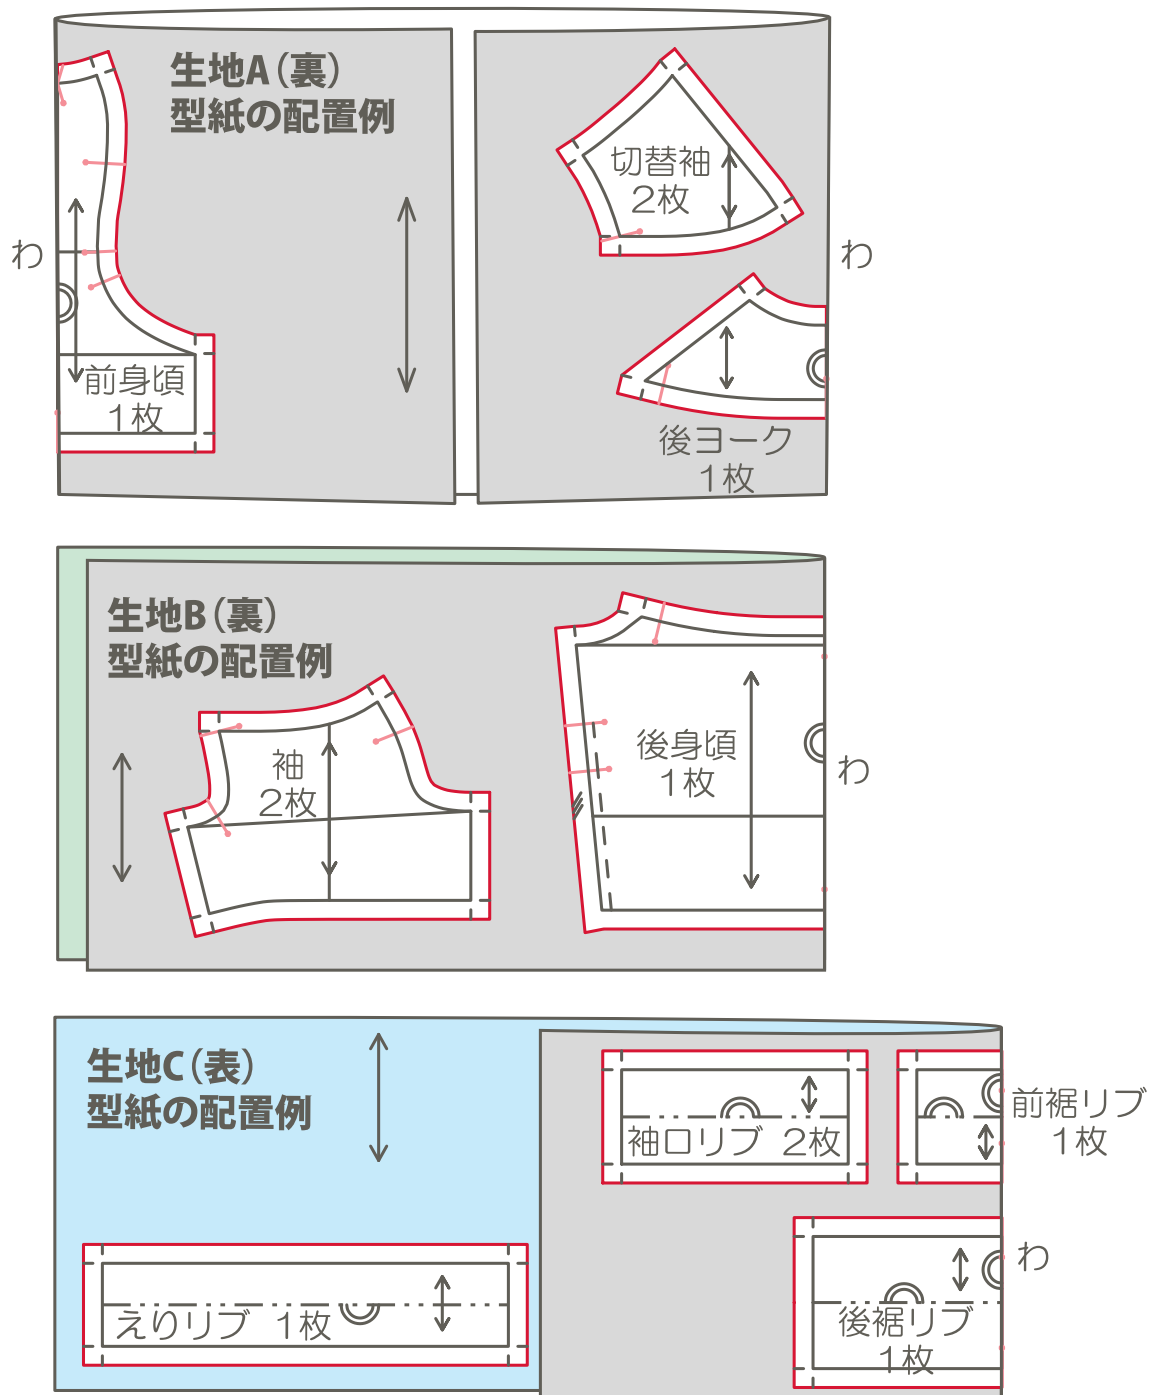 生地A（裏）
型紙の配置例
切替袖
2枚
わ
わ
前身頃
1枚
後ヨーク
1枚
生地B（裏）
型紙の配置例
袖
2枚
後身頃
1枚
わ
生地C（表）
型紙の配置例
袖口リブ 2枚
前裾リブ
1枚
わ
えりリブ 1枚
後裾リブ
1枚